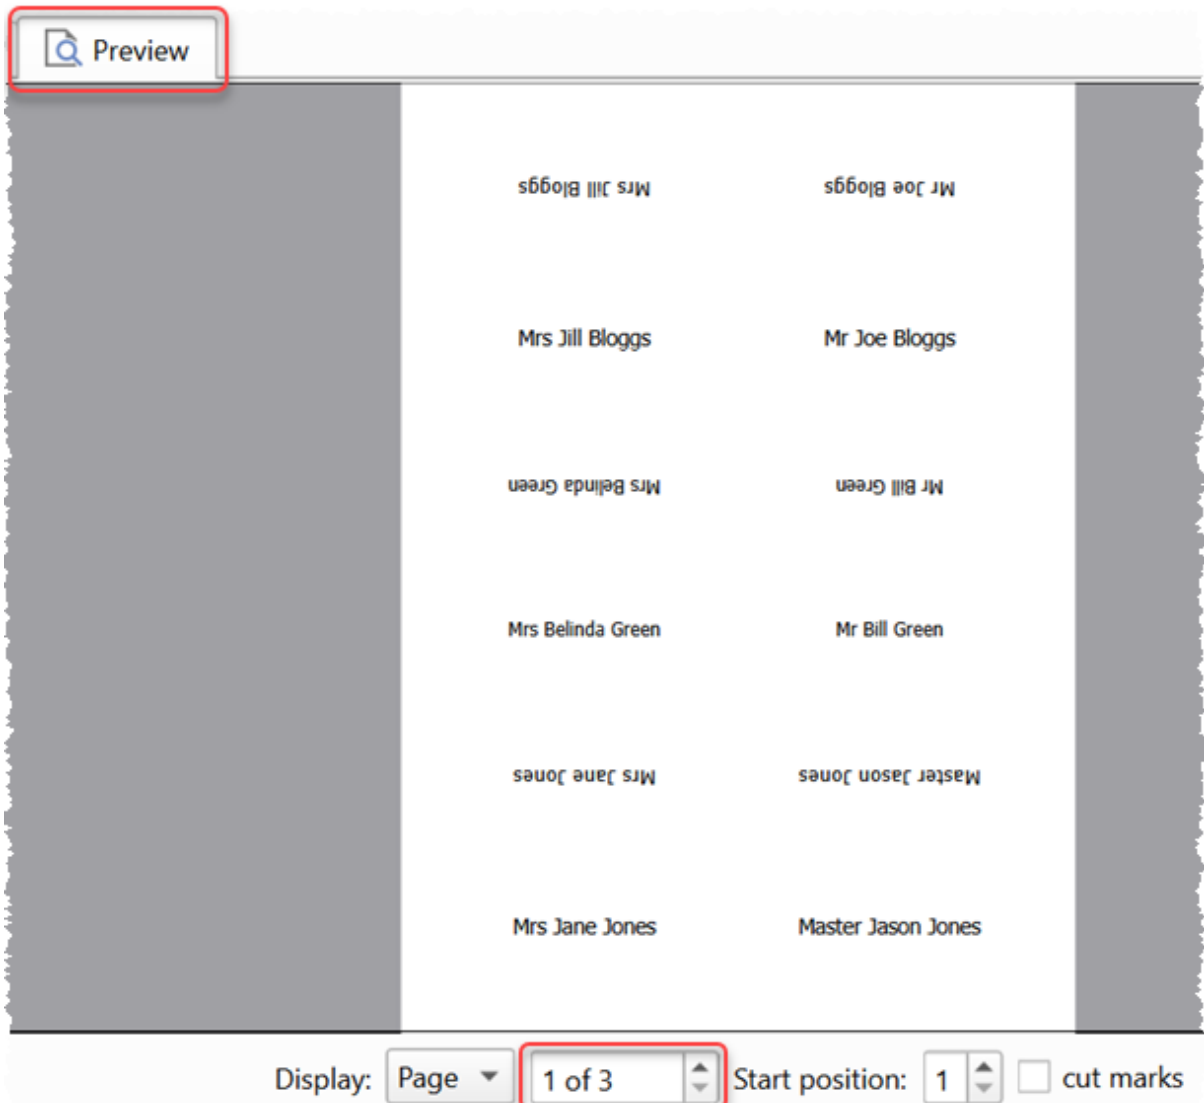 Preview
Mrs Jill Bloggs Mr Joe Bloggs
Mrs Jill Bloggs Mr Joe Bloggs
Mrs Belinda Green Mr Bill Green
Mrs Belinda Green Mr Bill Green
Mrs Jane Jones Master Jason Jones
Mrs Jane Jones Master Jason Jones
Display: Page 1 of 3 Start position: 1 cut marks